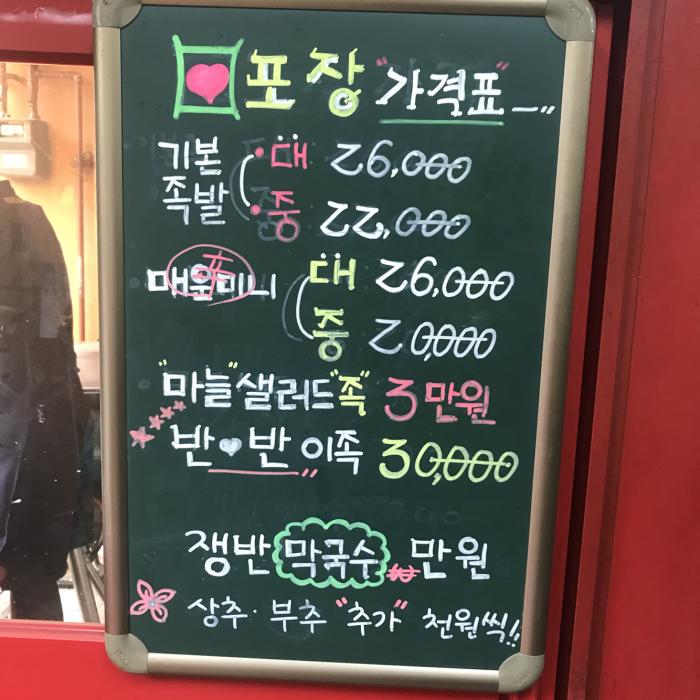 포장 "가격표"
기본 대 26,000
족발 중 22,000
매운미니 대 26,000
중 20,000
"마늘"샐러드"족" 3만원
반♥반 이족 30,000
쟁반 막국수 ₩ 만원
상추·부추 "추가" 천원씩!!